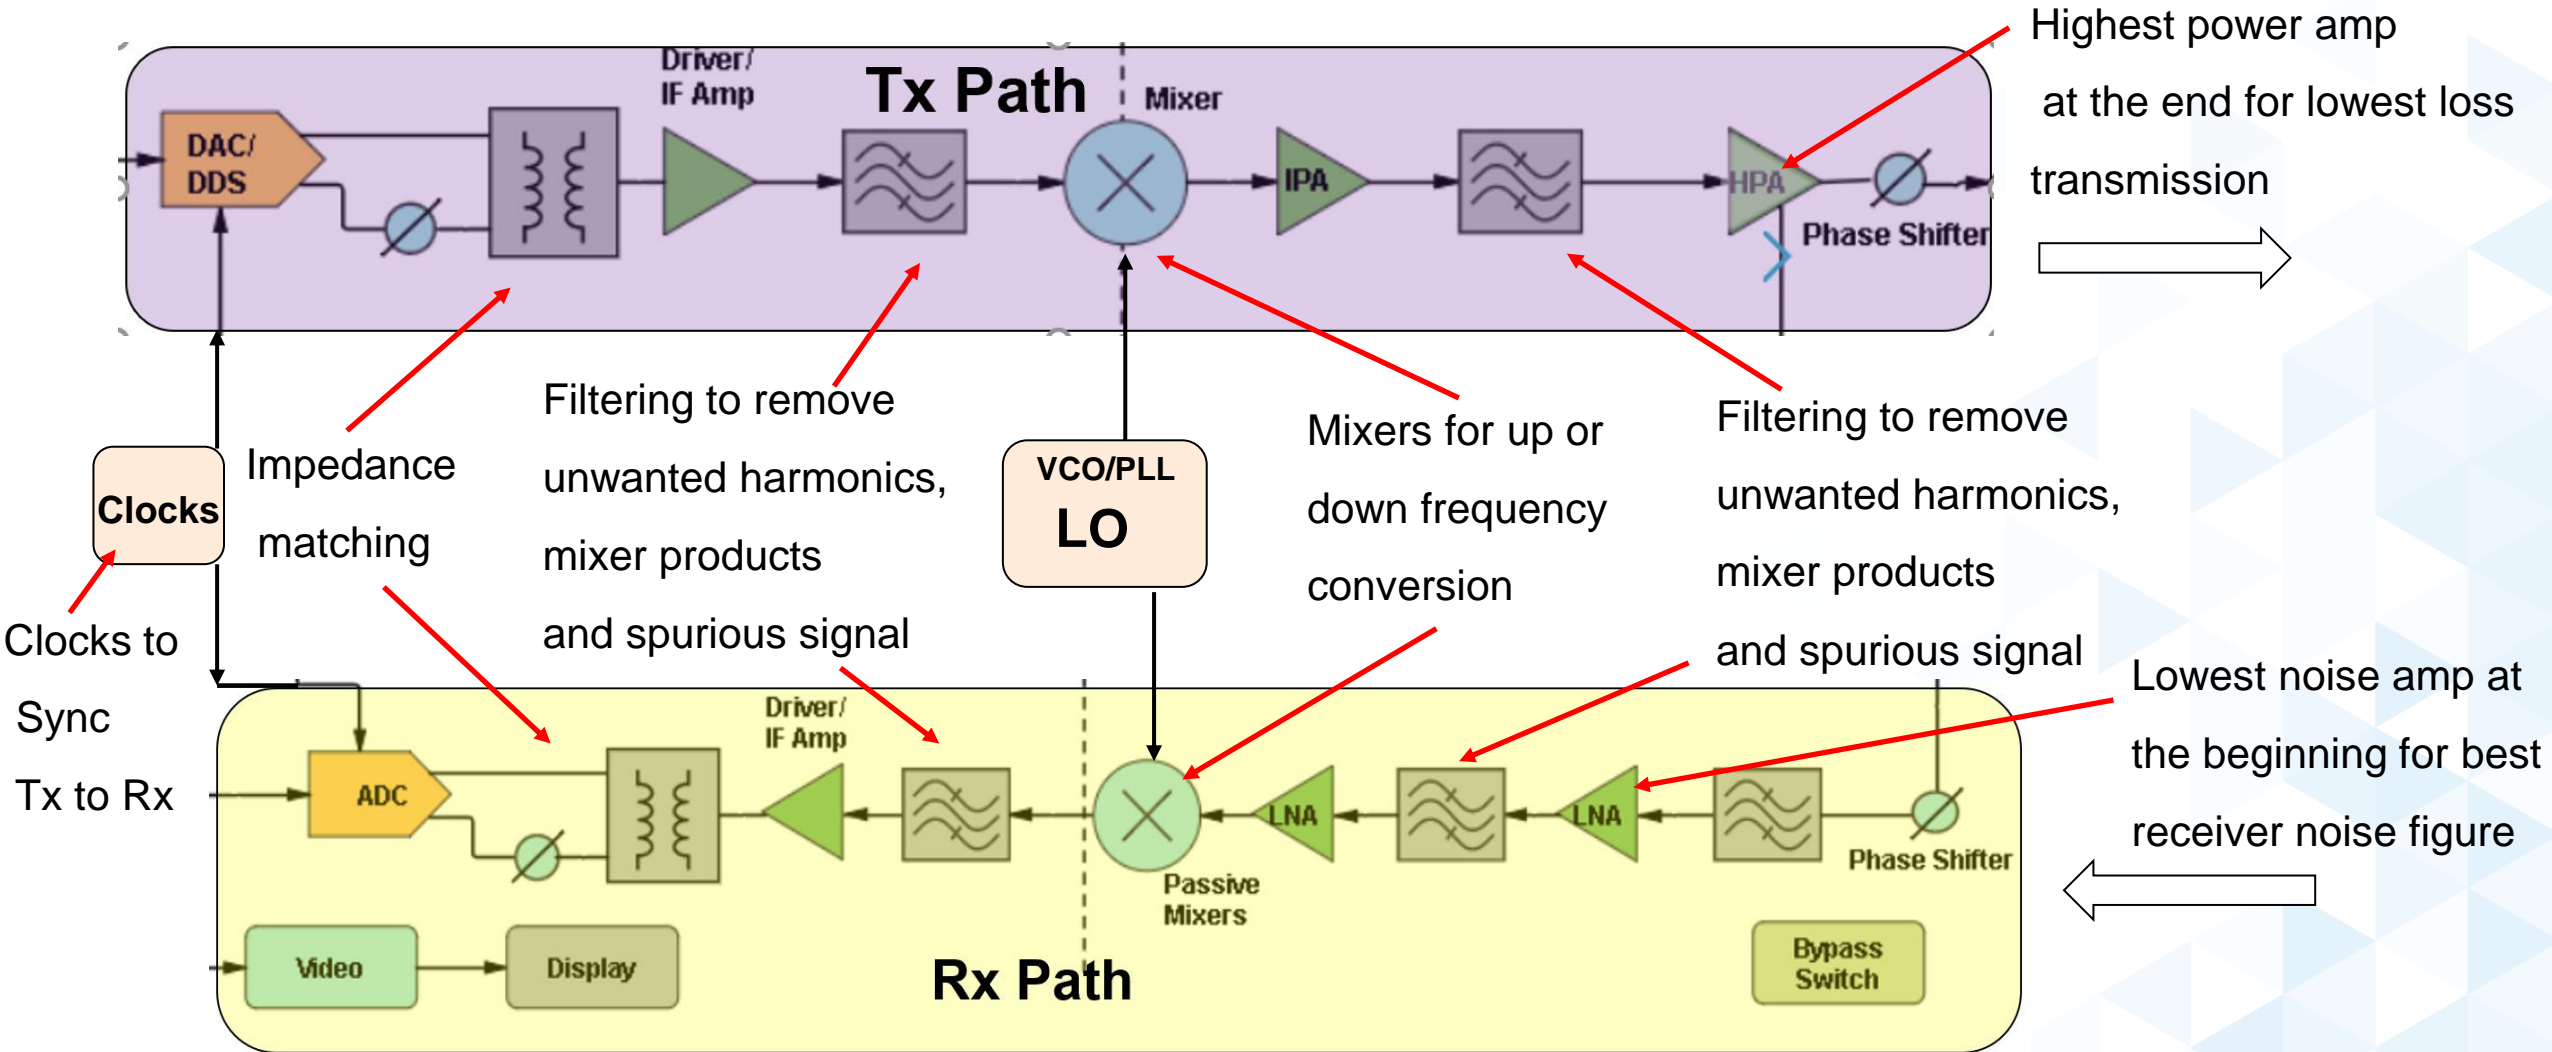 Highest power amp
at the end for lowest loss
transmission
Driver/
IF Amp
Tx Path
Mixer
DAC/
DDS
IPA
HPA
Phase Shifter
Clocks
Impedance
matching
Filtering to remove
unwanted harmonics,
mixer products
and spurious signal
VCO/PLL
LO
Mixers for up or
down frequency
conversion
Filtering to remove
unwanted harmonics,
mixer products
and spurious signal
Clocks to
Sync
Tx to Rx
Lowest noise amp at
the beginning for best
receiver noise figure
Driver/
IF Amp
ADC
LNA
LNA
Phase Shifter
Passive
Mixers
Video
Display
Rx Path
Bypass
Switch